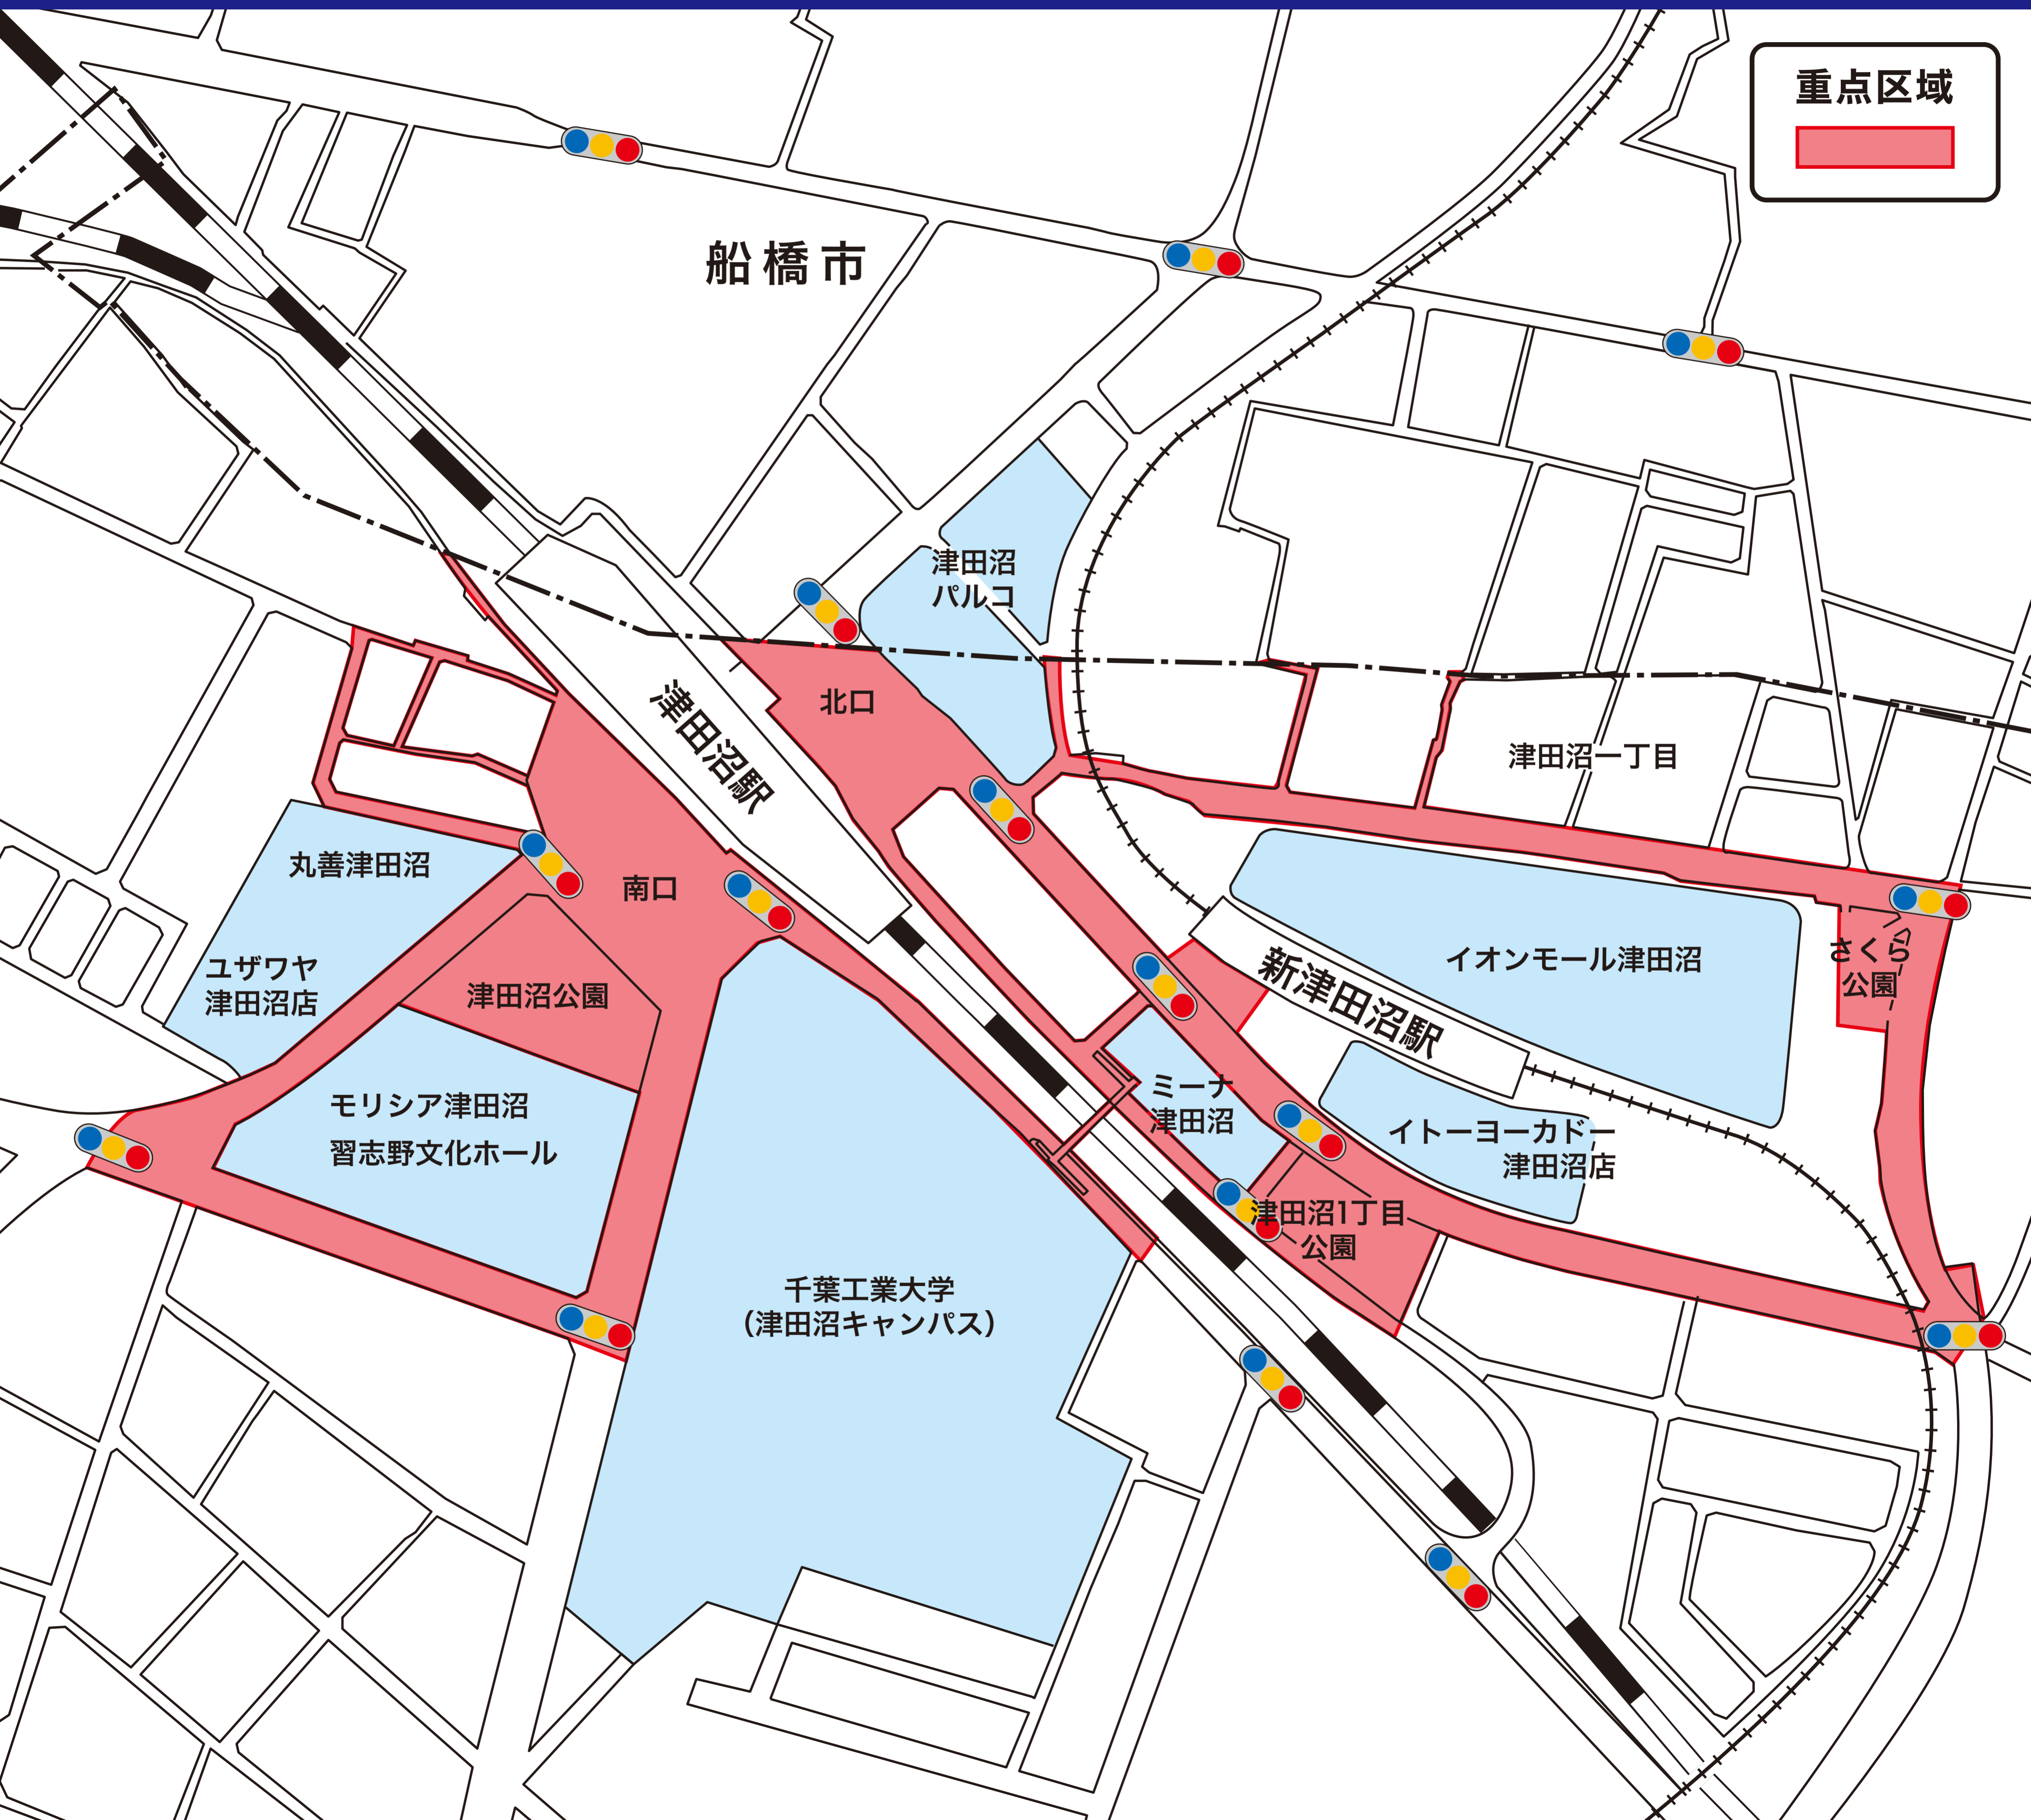 重点区域
船橋市
津田沼
パルコ
北口
津田沼駅
津田沼一丁目
丸善津田沼
南口
ユザワヤ
津田沼店
津田沼公園
イオンモール津田沼
さくら
公園
新津田沼駅
モリシア津田沼
習志野文化ホール
ミーナ
津田沼
イトーヨーカドー
津田沼店
津田沼1丁目
公園
千葉工業大学
（津田沼キャンパス）